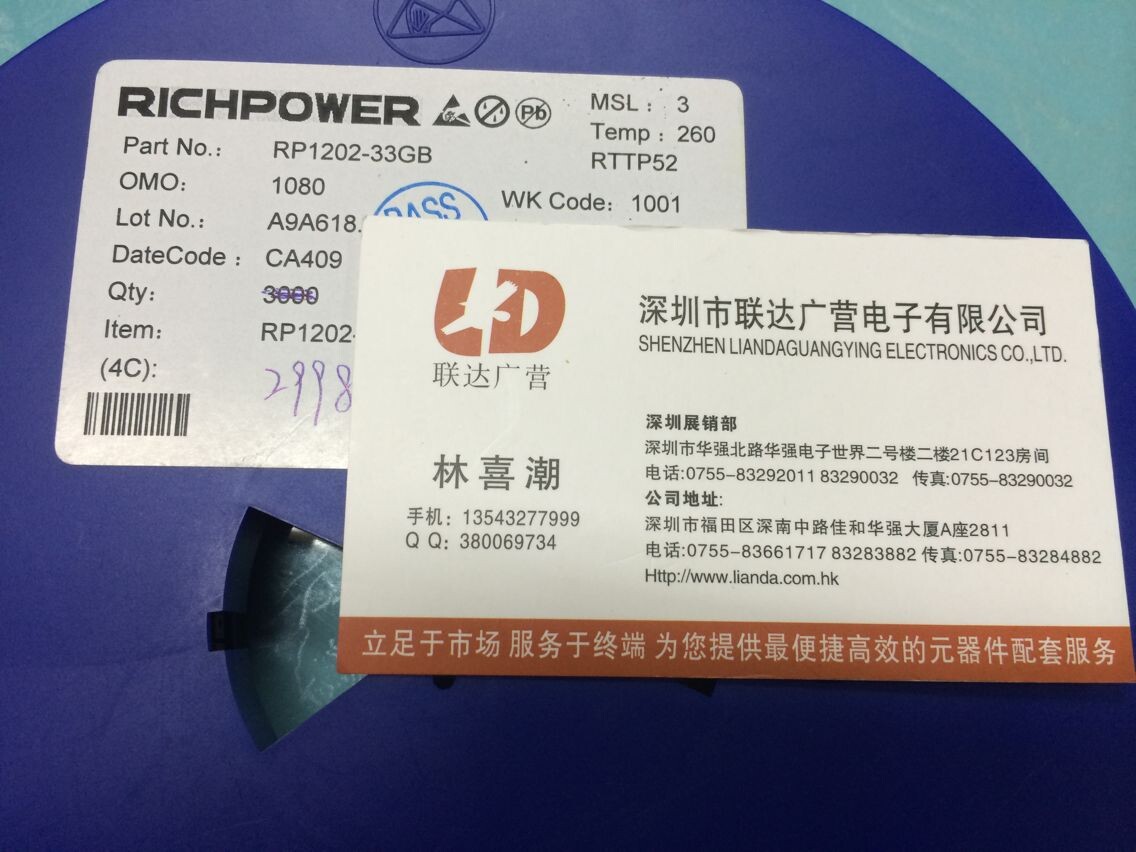 RICHPOWER
Pb
MSL : 3
Temp : 260
RTTP52
Part No.: RP1202-33GB
OMO: 1080
WK Code: 1001
Lot No.: A9A618.
PASS
DateCode : CA409
Qty: 3000
Item: RP1202-
(4C): 2998
LD
联达广营
深圳市联达广营电子有限公司
SHENZHEN LIANDAGUANGYING ELECTRONICS CO.,LTD.
林喜潮
手机: 13543277999
Q Q: 380069734
深圳展销部
深圳市华强北路华强电子世界二号楼二楼21C123房间
电话:0755-83292011 83290032 传真:0755-83290032
公司地址:
深圳市福田区深南中路佳和华强大厦A座2811
电话:0755-83661717 83283882 传真:0755-83284882
Http://www.lianda.com.hk
立足于市场 服务于终端 为您提供最便捷高效的元器件配套服务